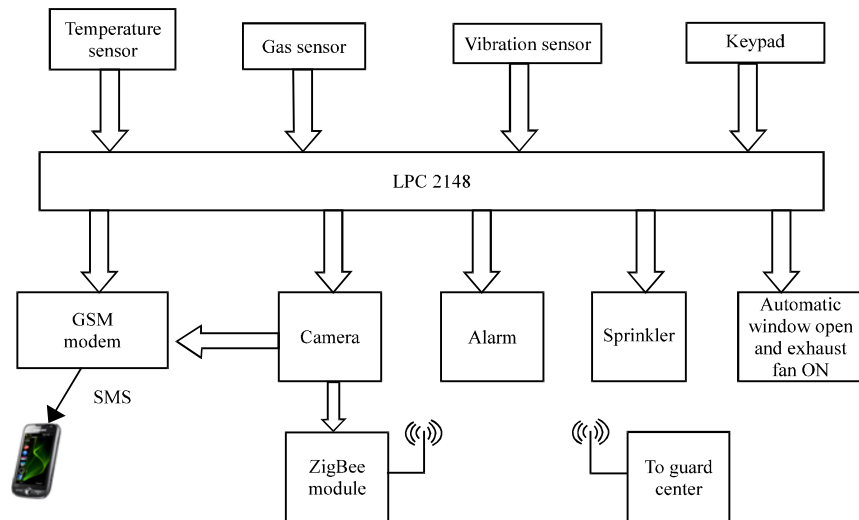 Temperature
sensor
Gas sensor
Vibration sensor
Keypad
LPC 2148
GSM
modem
Camera
Alarm
Sprinkler
Automatic
window open
and exhaust
fan ON
SMS
ZigBee
module
To guard
center